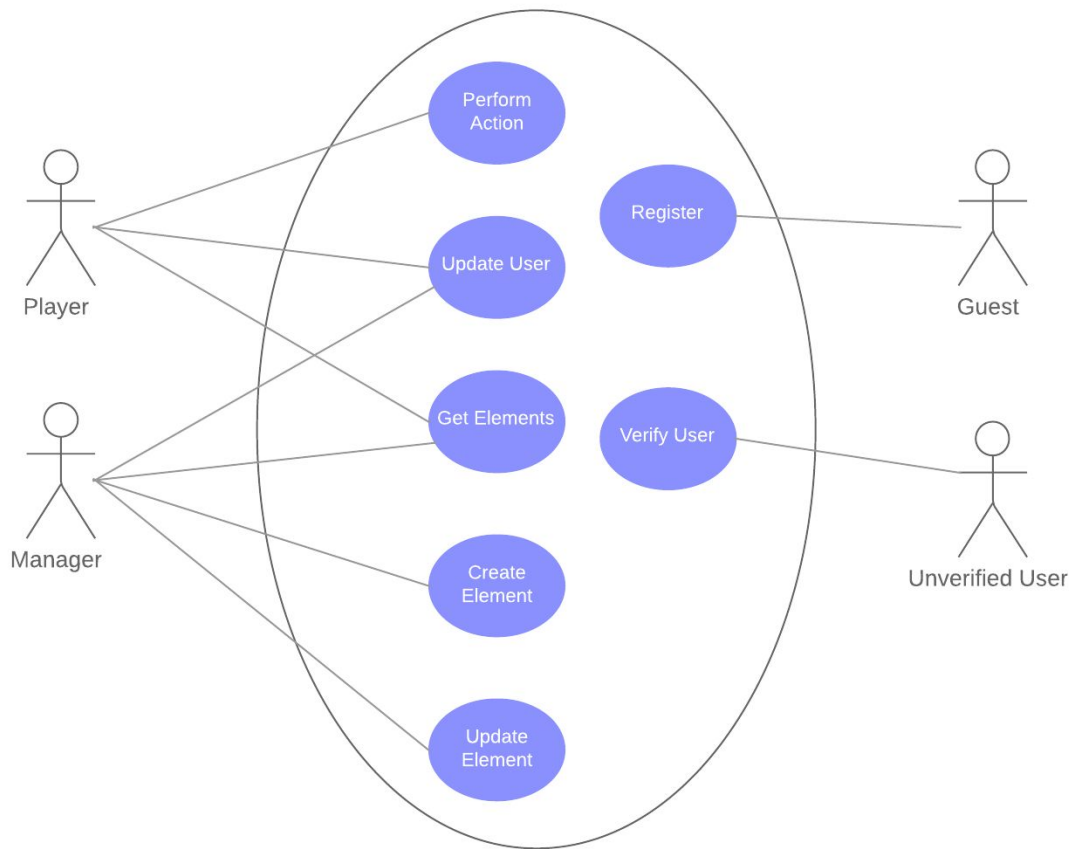 Perform
Action
Register
Update User
Player
Guest
Get Elements
Verify User
Manager
Create
Element
Unverified User
Update
Element